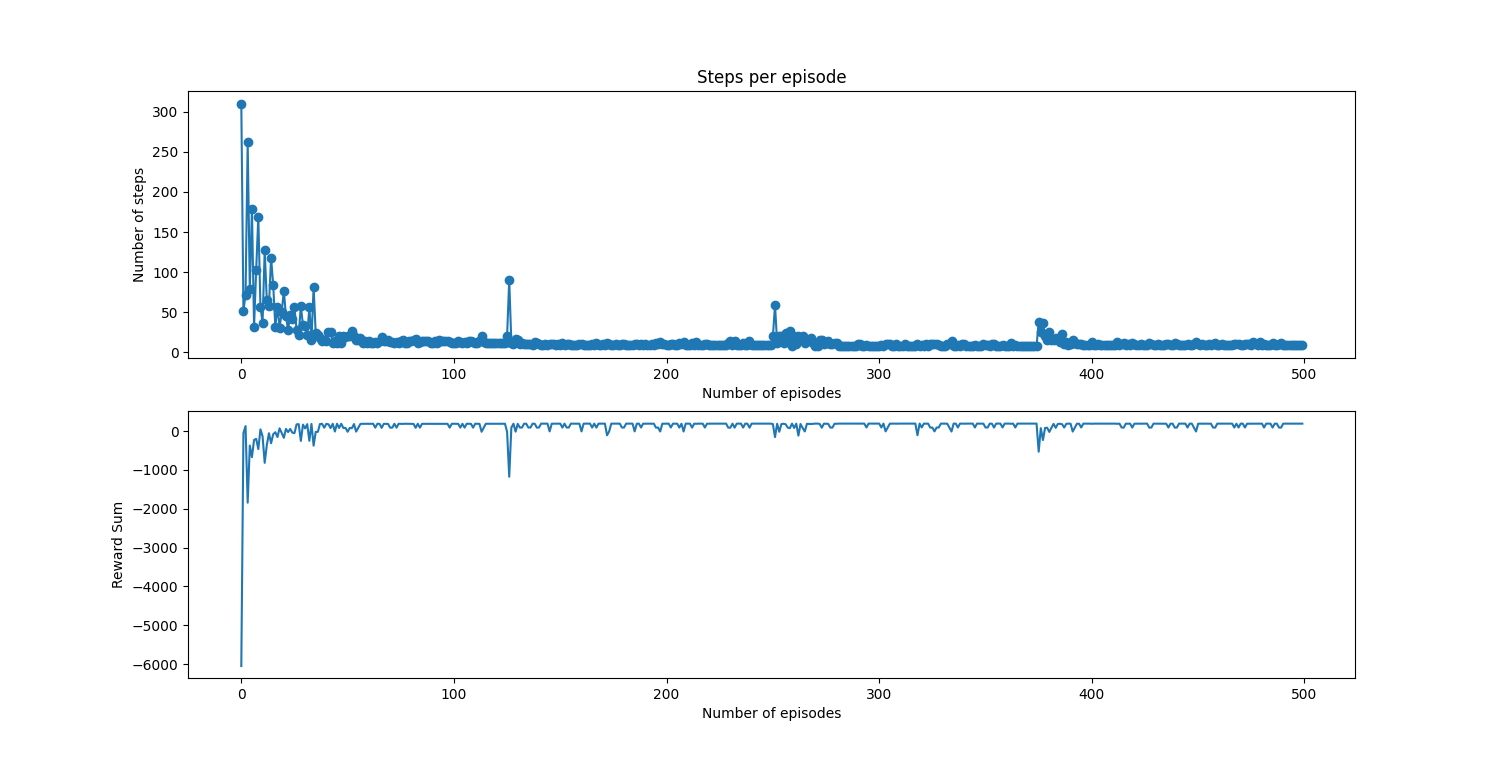 Steps per episode
Number of steps
300
250
200
150
100
50
0
0 100 200 300 400 500
Number of episodes
Reward Sum
0
−1000
−2000
−3000
−4000
−5000
−6000
0 100 200 300 400 500
Number of episodes